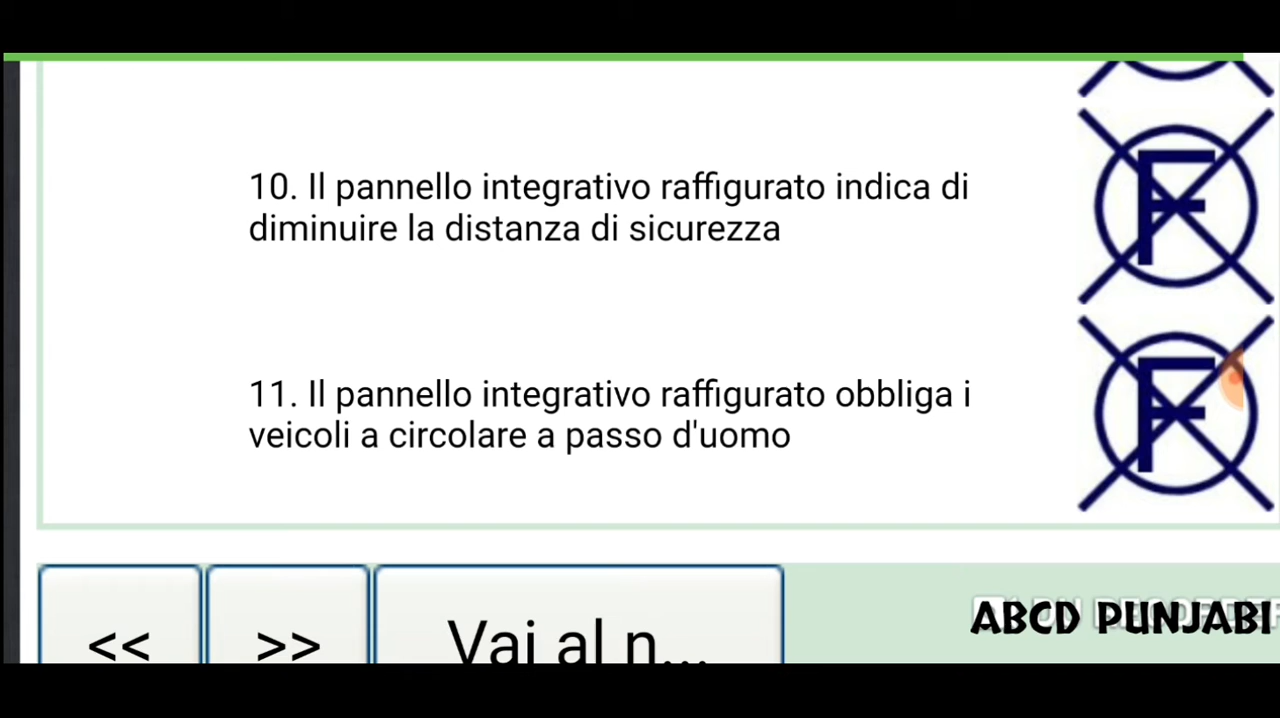 10. Il pannello integrativo raffigurato indica di
diminuire la distanza di sicurezza
F
11. Il pannello integrativo raffigurato obbliga i
veicoli a circolare a passo d'uomo
F
<<
>>
Vai al n...
ABCD PUNJABI